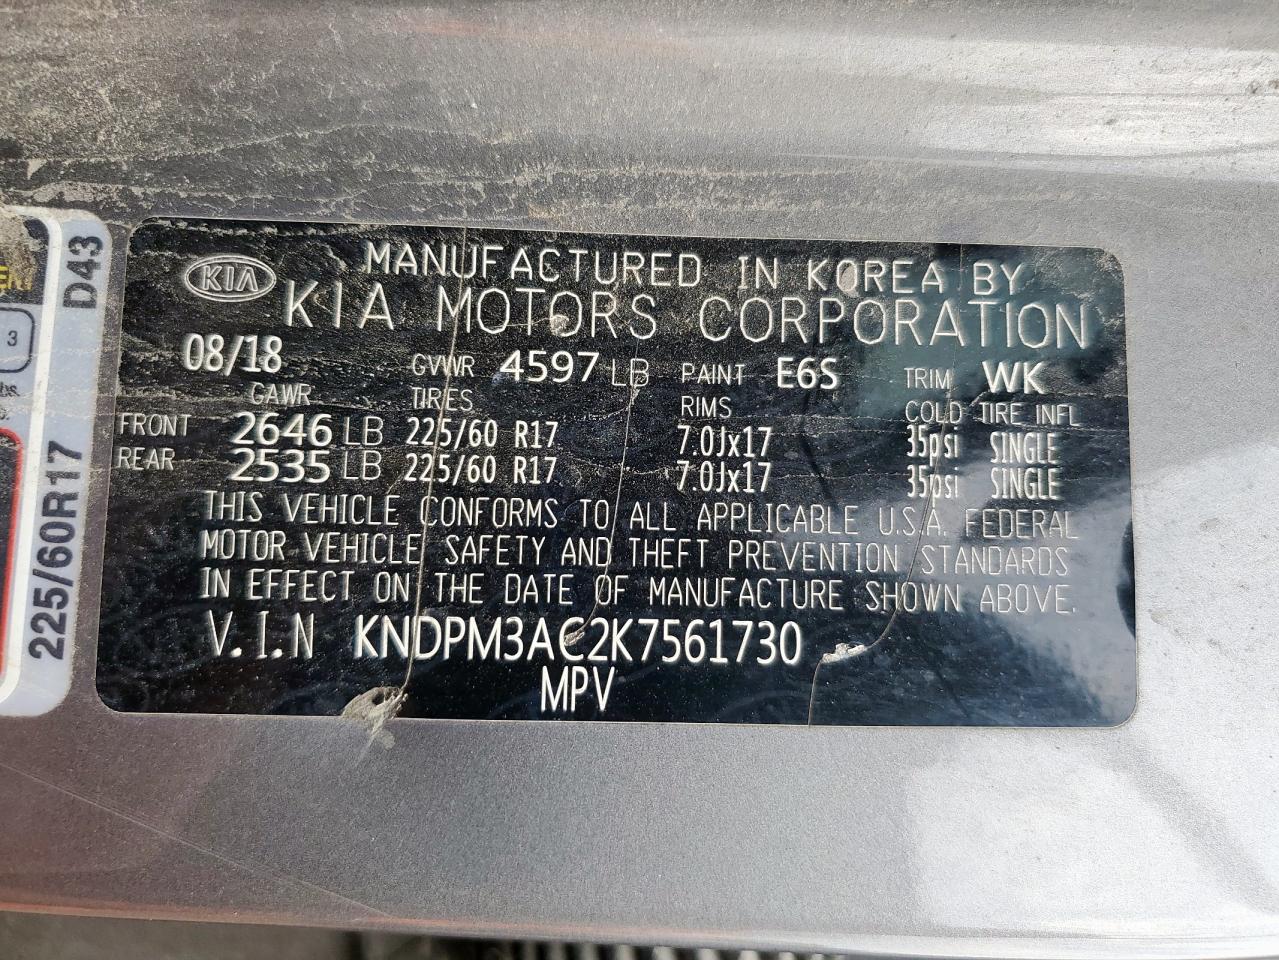 KIA
MANUFACTURED IN KOREA BY
KIA MOTORS CORPORATION
08/18 GVWR 4597 LB PAINT E6S TRIM WK
GAWR TIRES RIMS COLD TIRE INFL
FRONT 2646 LB 225/60 R17 7.0Jx17 35psi SINGLE
REAR 2535 LB 225/60 R17 7.0Jx17 35psi SINGLE
THIS VEHICLE CONFORMS TO ALL APPLICABLE U.S.A. FEDERAL
MOTOR VEHICLE SAFETY AND THEFT PREVENTION STANDARDS
IN EFFECT ON THE DATE OF MANUFACTURE SHOWN ABOVE.
V.I.N KNDPM3AC2K7561730
MPV
225/60R17 D43
3